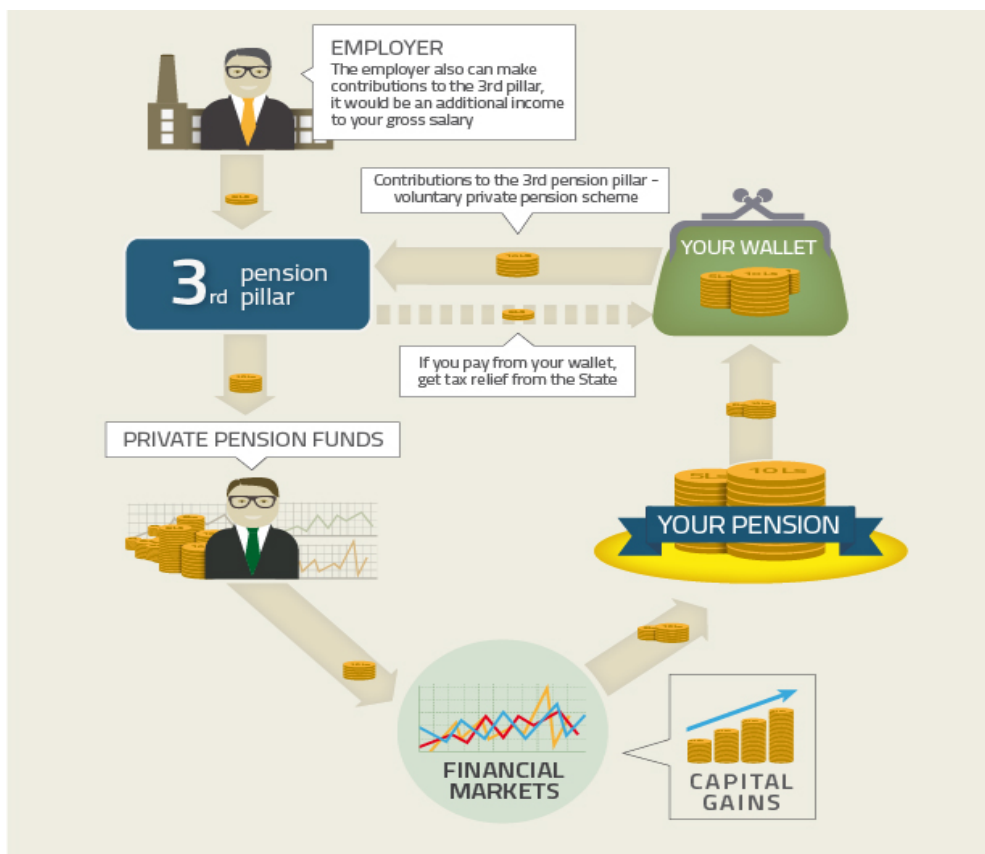 EMPLOYER
The employer also can make
contributions to the 3rd pillar,
it would be an additional income
to your gross salary
Contributions to the 3rd pension pillar -
voluntary private pension scheme
YOUR WALLET
5Ls 10Ls
3rd pension
pillar
If you pay from your wallet,
get tax relief from the State
PRIVATE PENSION FUNDS
5Ls 10Ls
YOUR PENSION
FINANCIAL
MARKETS
CAPITAL
GAINS